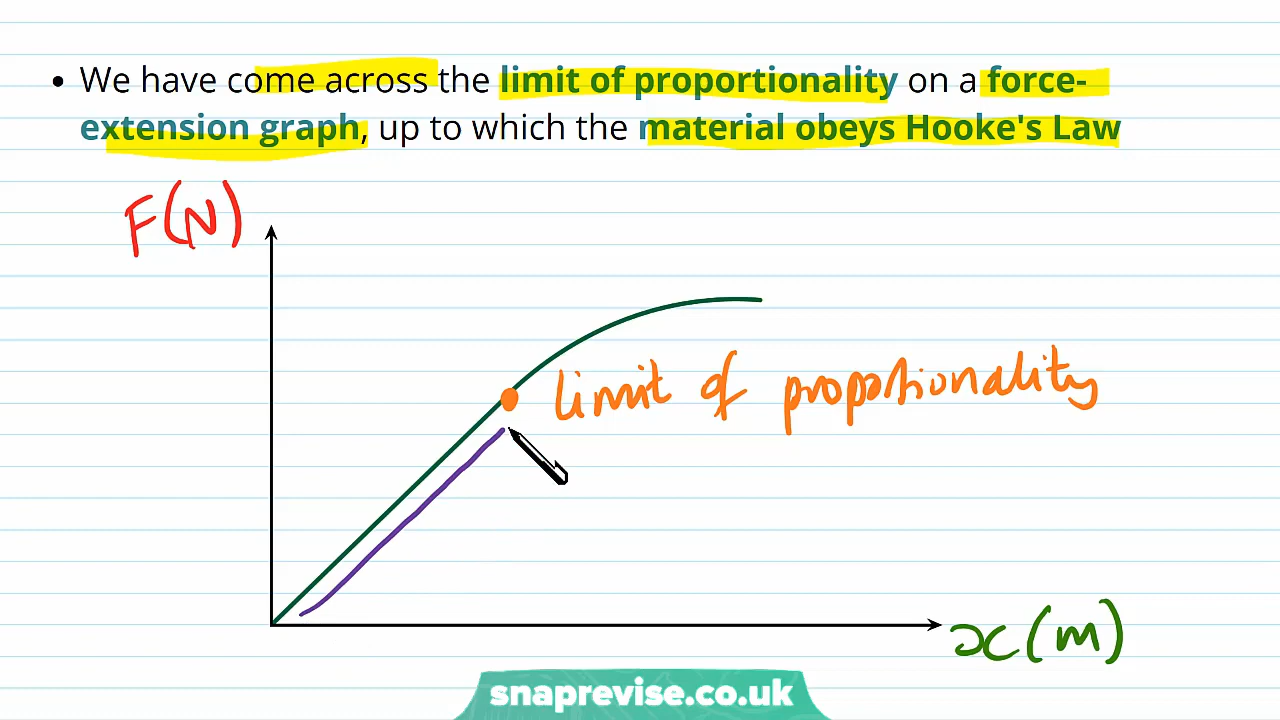 • We have come across the limit of proportionality on a force-
extension graph, up to which the material obeys Hooke's Law
F(N)
limit of proportionality
x(m)
snaprevise.co.uk